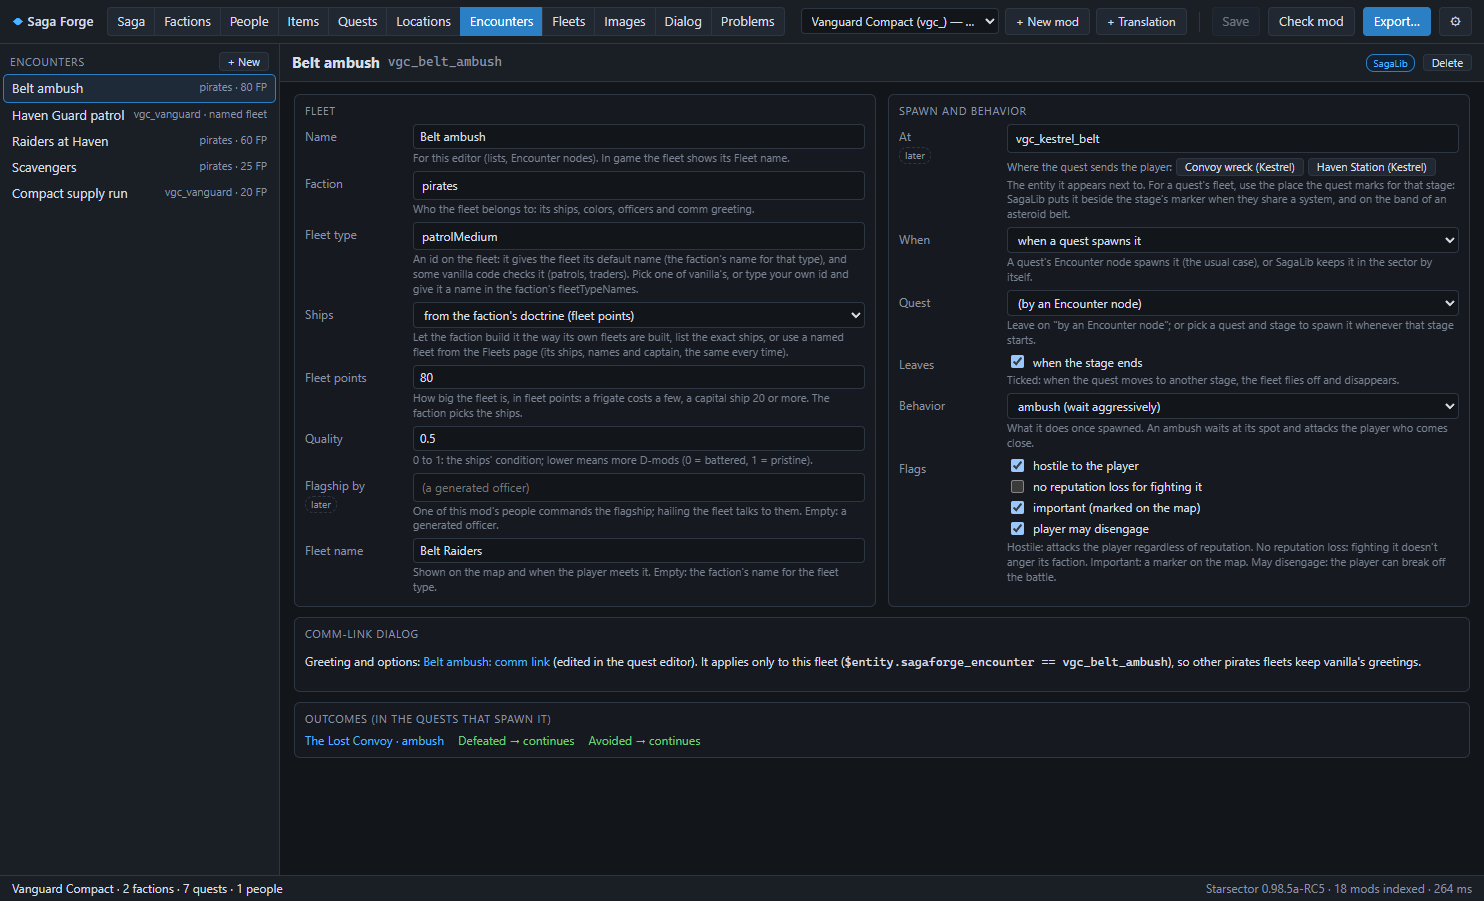 Saga Forge
Saga Factions People Items Quests Locations Encounters Fleets Images Dialog Problems
Vanguard Compact (vgc_) — ...
+ New mod
+ Translation
Save
Check mod
Export...
ENCOUNTERS
+ New
Belt ambush pirates · 80 FP
Haven Guard patrol vgc_vanguard · named fleet
Raiders at Haven pirates · 60 FP
Scavengers pirates · 25 FP
Compact supply run vgc_vanguard · 20 FP
Belt ambush vgc_belt_ambush
SagaLib
Delete
FLEET
Name
Belt ambush
For this editor (lists, Encounter nodes). In game the fleet shows its Fleet name.
Faction
pirates
Who the fleet belongs to: its ships, colors, officers and comm greeting.
Fleet type
patrolMedium
An id on the fleet: it gives the fleet its default name (the faction's name for that type), and
some vanilla code checks it (patrols, traders). Pick one of vanilla's, or type your own id and
give it a name in the faction's fleetTypeNames.
Ships
from the faction's doctrine (fleet points)
Let the faction build it the way its own fleets are built, list the exact ships, or use a named
fleet from the Fleets page (its ships, names and captain, the same every time).
Fleet points
80
How big the fleet is, in fleet points: a frigate costs a few, a capital ship 20 or more. The
faction picks the ships.
Quality
0.5
0 to 1: the ships' condition; lower means more D-mods (0 = battered, 1 = pristine).
Flagship by
later
(a generated officer)
One of this mod's people commands the flagship; hailing the fleet talks to them. Empty: a
generated officer.
Fleet name
Belt Raiders
Shown on the map and when the player meets it. Empty: the faction's name for the fleet
type.
SPAWN AND BEHAVIOR
At
later
vgc_kestrel_belt
Where the quest sends the player: Convoy wreck (Kestrel) Haven Station (Kestrel)
The entity it appears next to. For a quest's fleet, use the place the quest marks for that stage:
SagaLib puts it beside the stage's marker when they share a system, and on the band of an
asteroid belt.
When
when a quest spawns it
A quest's Encounter node spawns it (the usual case), or SagaLib keeps it in the sector by
itself.
Quest
(by an Encounter node)
Leave on "by an Encounter node"; or pick a quest and stage to spawn it whenever that stage
starts.
Leaves
when the stage ends
Ticked: when the quest moves to another stage, the fleet flies off and disappears.
Behavior
ambush (wait aggressively)
What it does once spawned. An ambush waits at its spot and attacks the player who comes
close.
Flags
hostile to the player
no reputation loss for fighting it
important (marked on the map)
player may disengage
Hostile: attacks the player regardless of reputation. No reputation loss: fighting it doesn't
anger its faction. Important: a marker on the map. May disengage: the player can break off
the battle.
COMM-LINK DIALOG
Greeting and options: Belt ambush: comm link (edited in the quest editor). It applies only to this fleet ($entity.sagaforge_encounter == vgc_belt_ambush), so other pirates fleets keep vanilla's greetings.
OUTCOMES (IN THE QUESTS THAT SPAWN IT)
The Lost Convoy · ambush Defeated → continues Avoided → continues
Vanguard Compact · 2 factions · 7 quests · 1 people
Starsector 0.98.5a-RC5 · 18 mods indexed · 264 ms